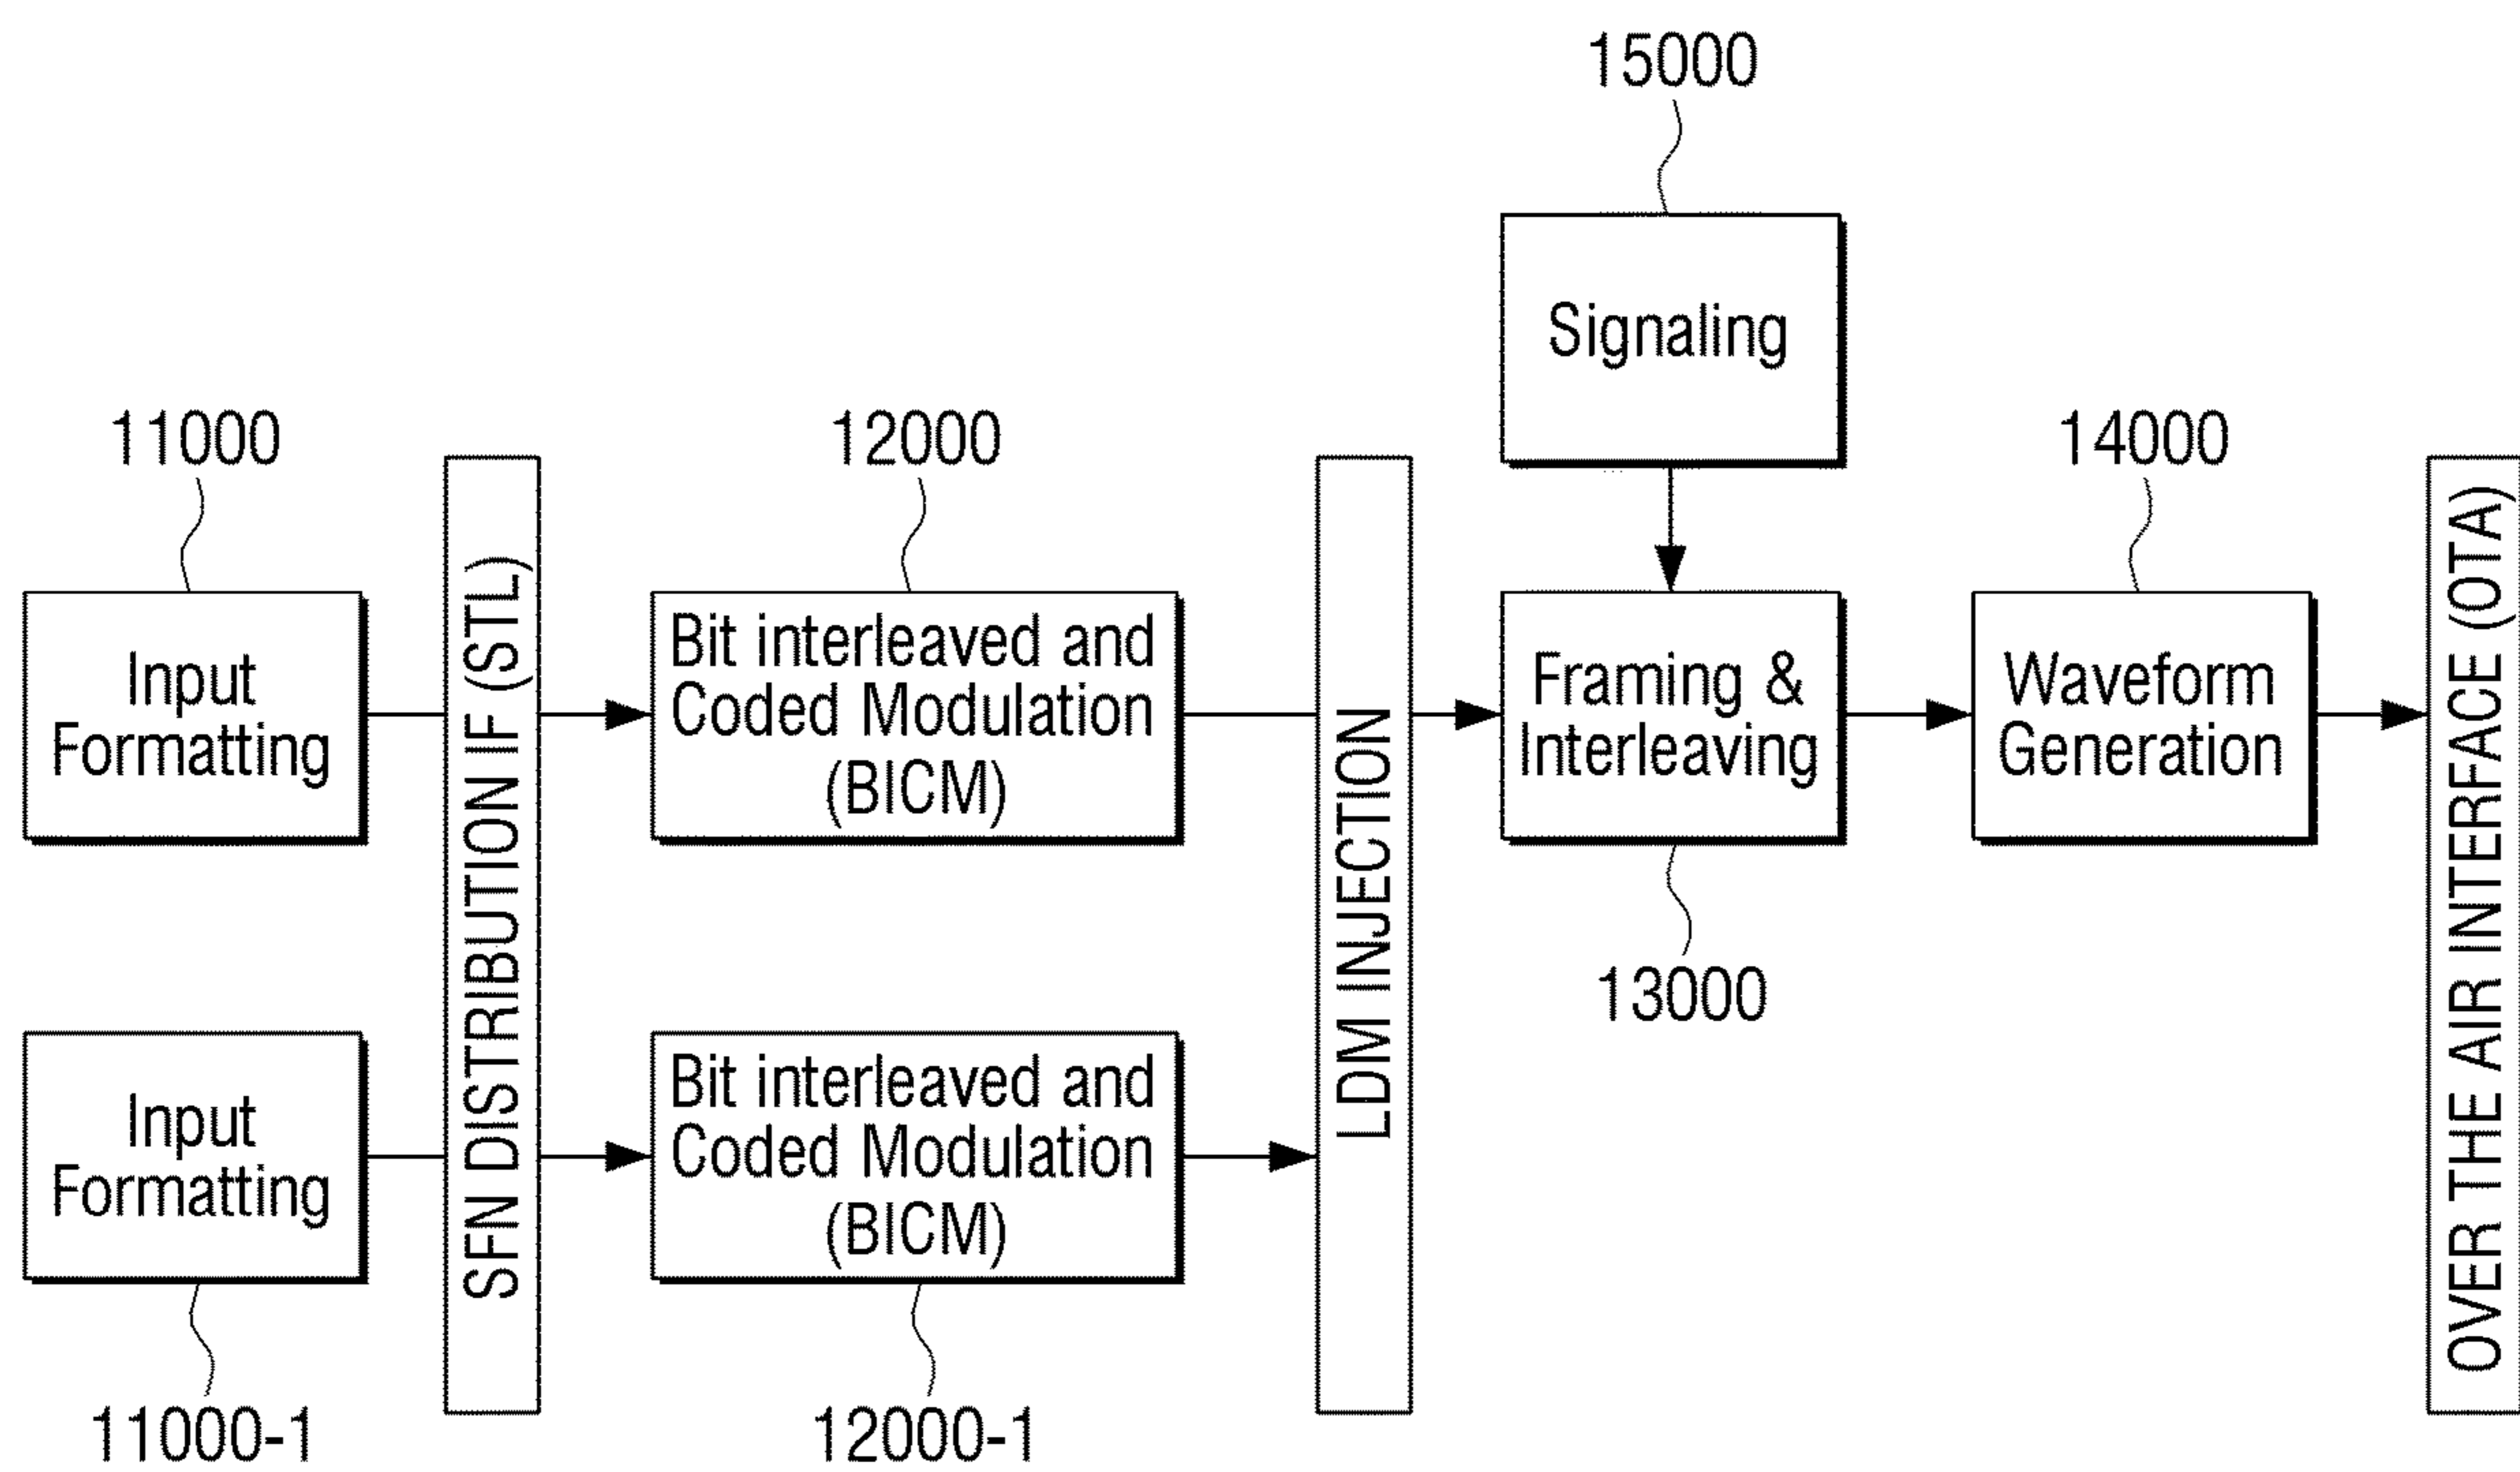 15000
Signaling
11000
12000
14000
Input
Formatting
SFN DISTRIBUTION IF (STL)
Bit interleaved and
Coded Modulation
(BICM)
LDM INJECTION
Framing &
Interleaving
Waveform
Generation
OVER THE AIR INTERFACE (OTA)
13000
Input
Formatting
Bit interleaved and
Coded Modulation
(BICM)
11000-1
12000-1